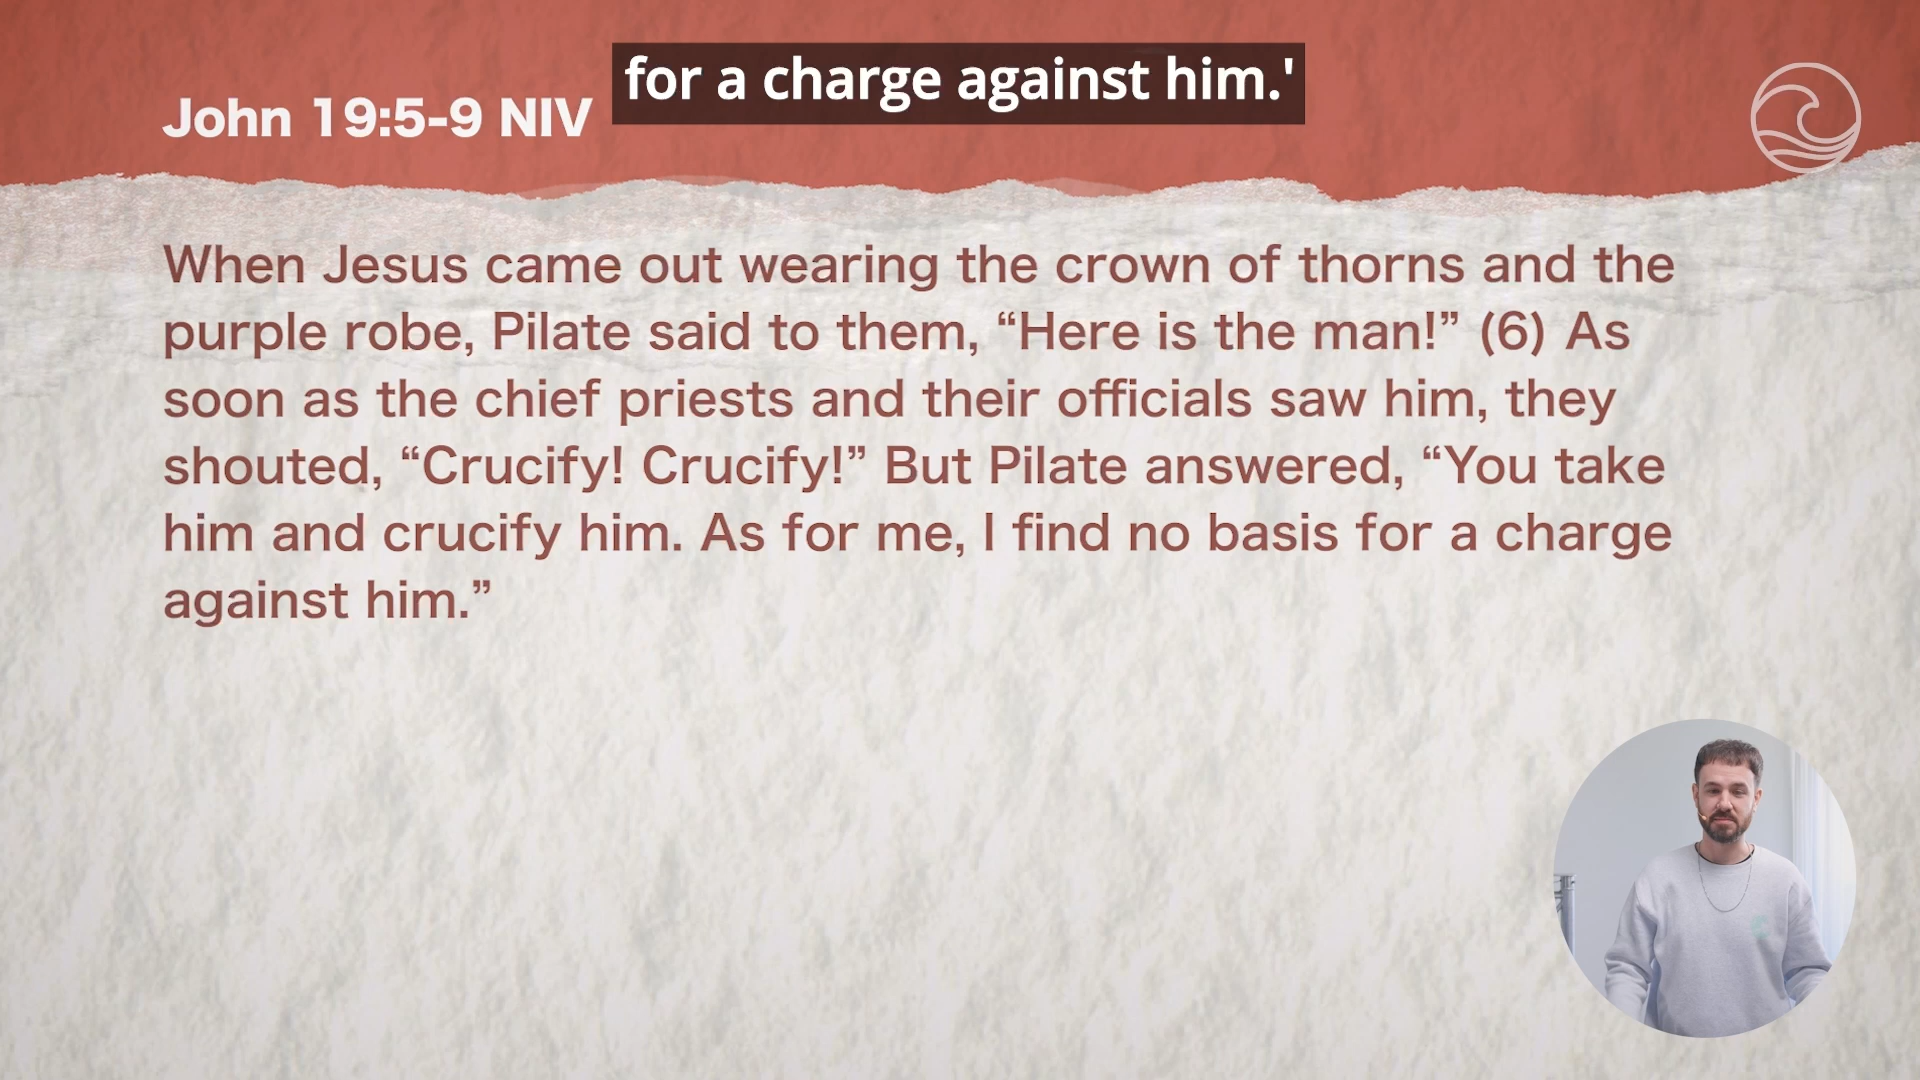 for a charge against him.'
John 19:5-9 NIV
When Jesus came out wearing the crown of thorns and the
purple robe, Pilate said to them, “Here is the man!” (6) As
soon as the chief priests and their officials saw him, they
shouted, “Crucify! Crucify!” But Pilate answered, “You take
him and crucify him. As for me, I find no basis for a charge
against him.”